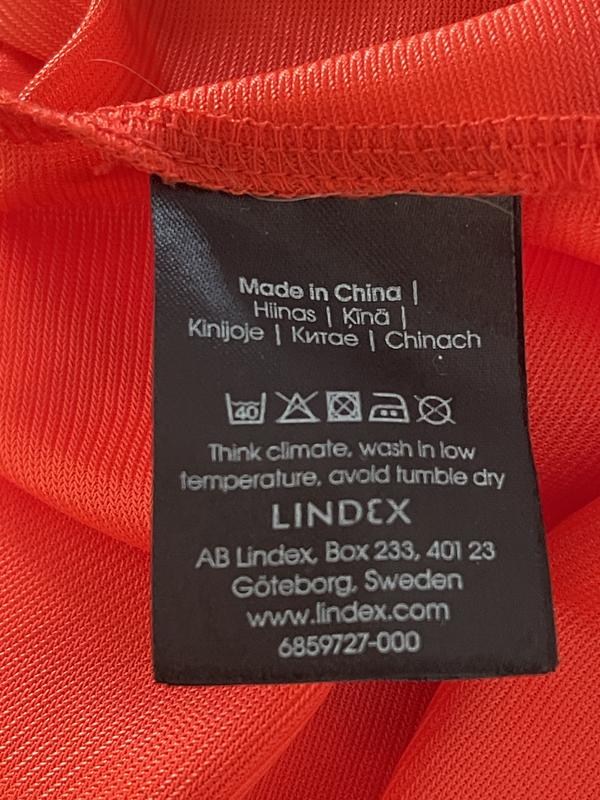 Made in China |
Hiinas | Ķīnā |
Kinijoje | Китае | Chinach
40
Think climate, wash in low
temperature, avoid tumble dry
LINDEX
AB Lindex, Box 233, 401 23
Göteborg, Sweden
www.lindex.com
6859727-000